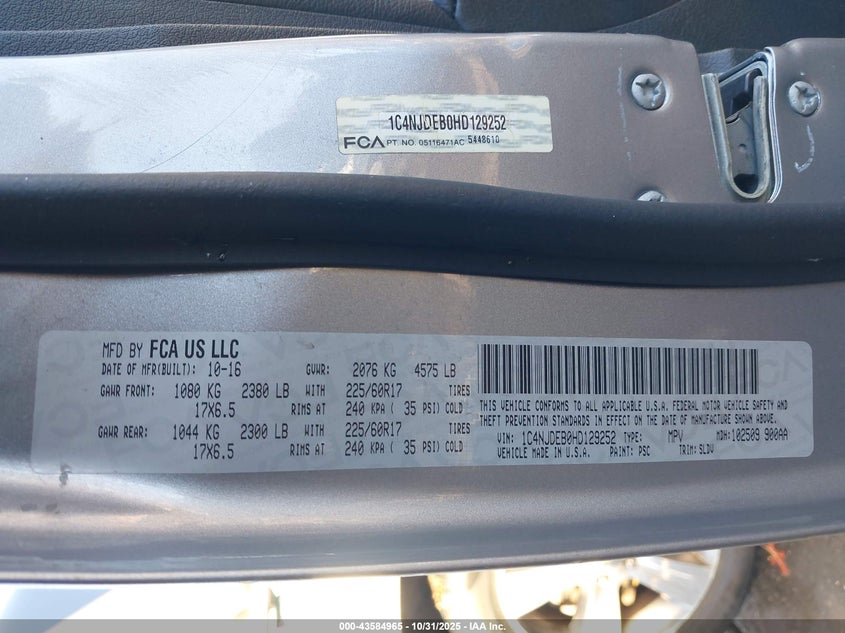 1C4NJDEB0HD129252
FCA PT NO. 05116471AC 5448610
MFD BY FCA US LLC
DATE OF MFR(BUILT): 10-16 GVWR: 2076 KG 4575 LB
GAWR FRONT: 1080 KG 2380 LB WITH 225/60R17 TIRES
17X6.5 RIMS AT 240 KPA ( 35 PSI) COLD
GAWR REAR: 1044 KG 2300 LB WITH 225/60R17 TIRES
17X6.5 RIMS AT 240 KPA ( 35 PSI) COLD
THIS VEHICLE CONFORMS TO ALL APPLICABLE U.S.A. FEDERAL MOTOR VEHICLE SAFETY AND
THEFT PREVENTION STANDARDS IN EFFECT ON THE DATE OF MANUFACTURE SHOWN ABOVE.
VIN: 1C4NJDEB0HD129252 TYPE: MPV MDH: 102509 900AA
VEHICLE MADE IN U.S.A. PAINT: PSC TRIM: SLDV
000-43584965 - 10/31/2025 - IAA Inc.